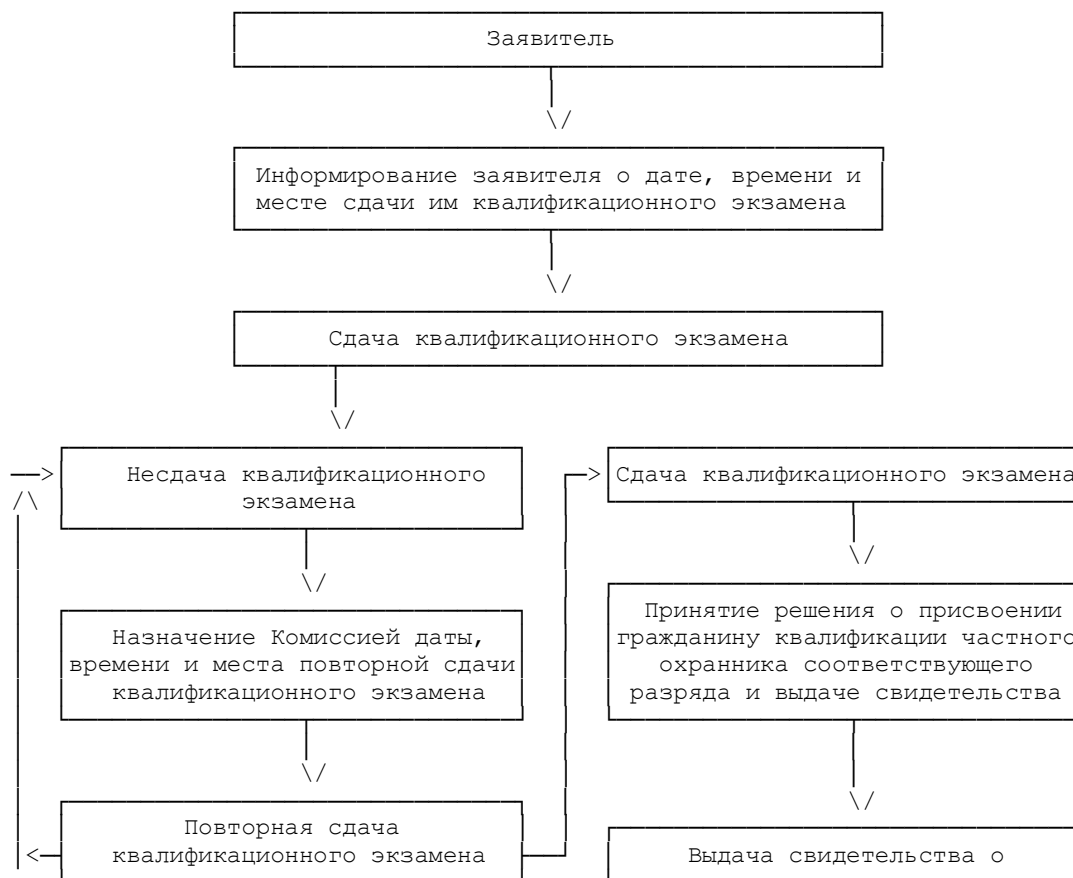 Заявитель
Информирование заявителя о дате, времени и
месте сдачи им квалификационного экзамена
Сдача квалификационного экзамена
Несдача квалификационного
экзамена
Сдача квалификационного экзамена
Назначение Комиссией даты,
времени и места повторной сдачи
квалификационного экзамена
Принятие решения о присвоении
гражданину квалификации частного
охранника соответствующего
разряда и выдаче свидетельства
Повторная сдача
квалификационного экзамена
Выдача свидетельства о